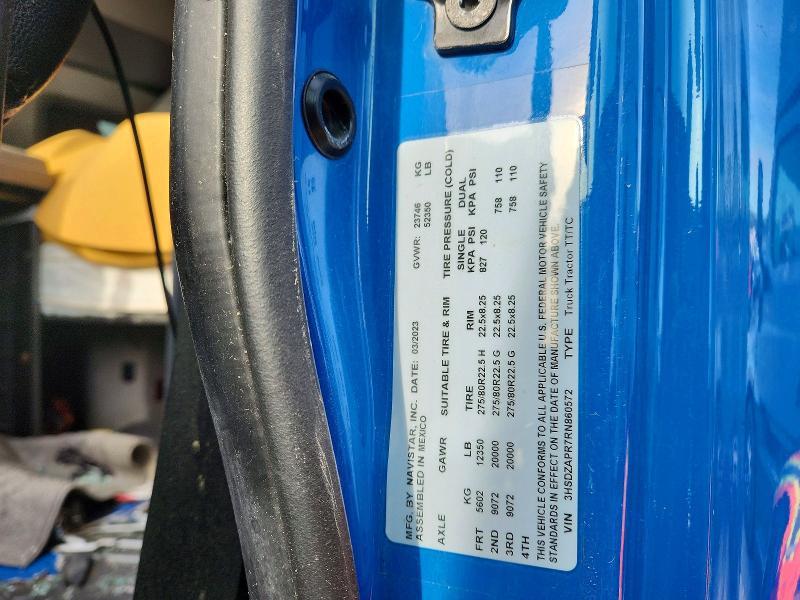 MFG. BY NAVISTAR, INC. DATE: 03/2023 GVWR: 23746 KG
ASSEMBLED IN MEXICO 52350 LB
AXLE GAWR SUITABLE TIRE & RIM TIRE PRESSURE (COLD)
SINGLE DUAL
KG LB TIRE RIM KPA PSI KPA PSI
FRT 5602 12350 275/80R22.5 H 22.5x8.25 827 120
2ND 9072 20000 275/80R22.5 G 22.5x8.25 758 110
3RD 9072 20000 275/80R22.5 G 22.5x8.25 758 110
4TH
THIS VEHICLE CONFORMS TO ALL APPLICABLE U.S. FEDERAL MOTOR VEHICLE SAFETY
STANDARDS IN EFFECT ON THE DATE OF MANUFACTURE SHOWN ABOVE.
VIN 3HSDZAPR7RN860572 TYPE Truck Tractor TT/TC